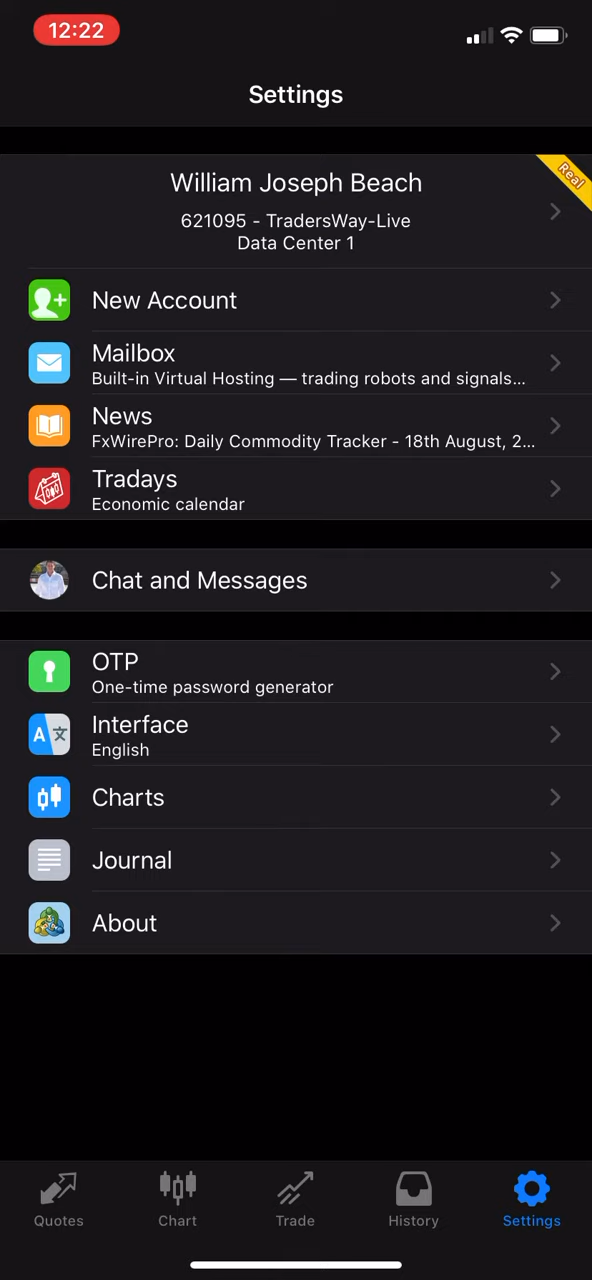 12:22
Settings
William Joseph Beach
Real
621095 - TradersWay-Live
Data Center 1
New Account
Mailbox
Built-in Virtual Hosting — trading robots and signals...
News
FxWirePro: Daily Commodity Tracker - 18th August, 2...
Tradays
Economic calendar
Chat and Messages
OTP
One-time password generator
A 文
Interface
English
Charts
Journal
About
Quotes
Chart
Trade
History
Settings